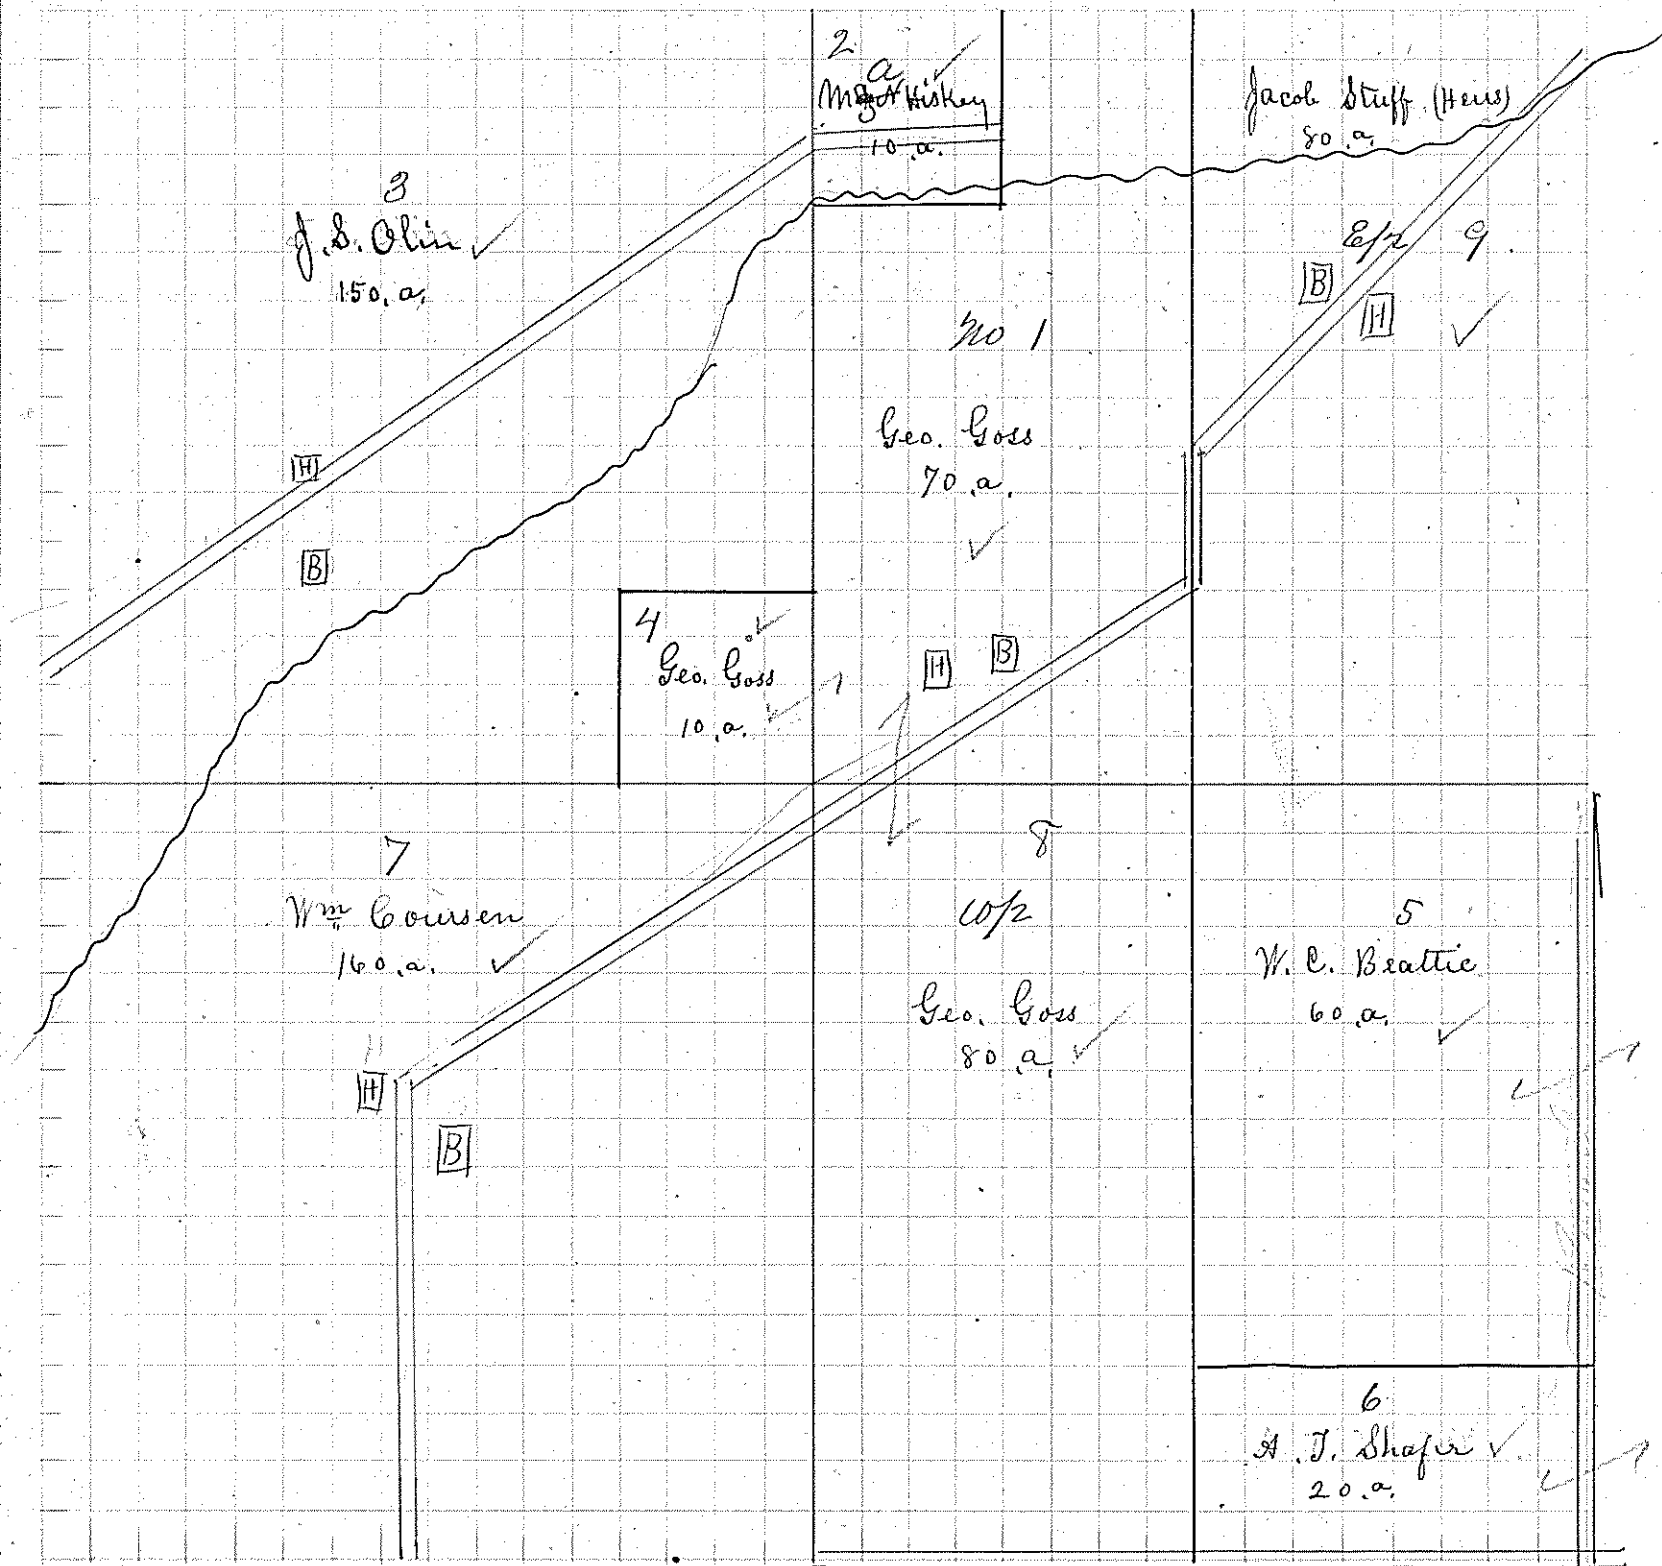 2
a
Hiskey
10.a.
Jacob Stuff (Heirs)
80.a.
3
J. S. Olin
150.a.
E/2 9
B
H
No 1
Geo. Goss
70.a.
H
B
4
Geo. Goss
10.a.
H B
7
Wm Coursen
160.a.
8
W/2
Geo. Goss
80.a.
5
W. C. Beattie
60.a.
H
B
6
A. T. Shafer
20.a.